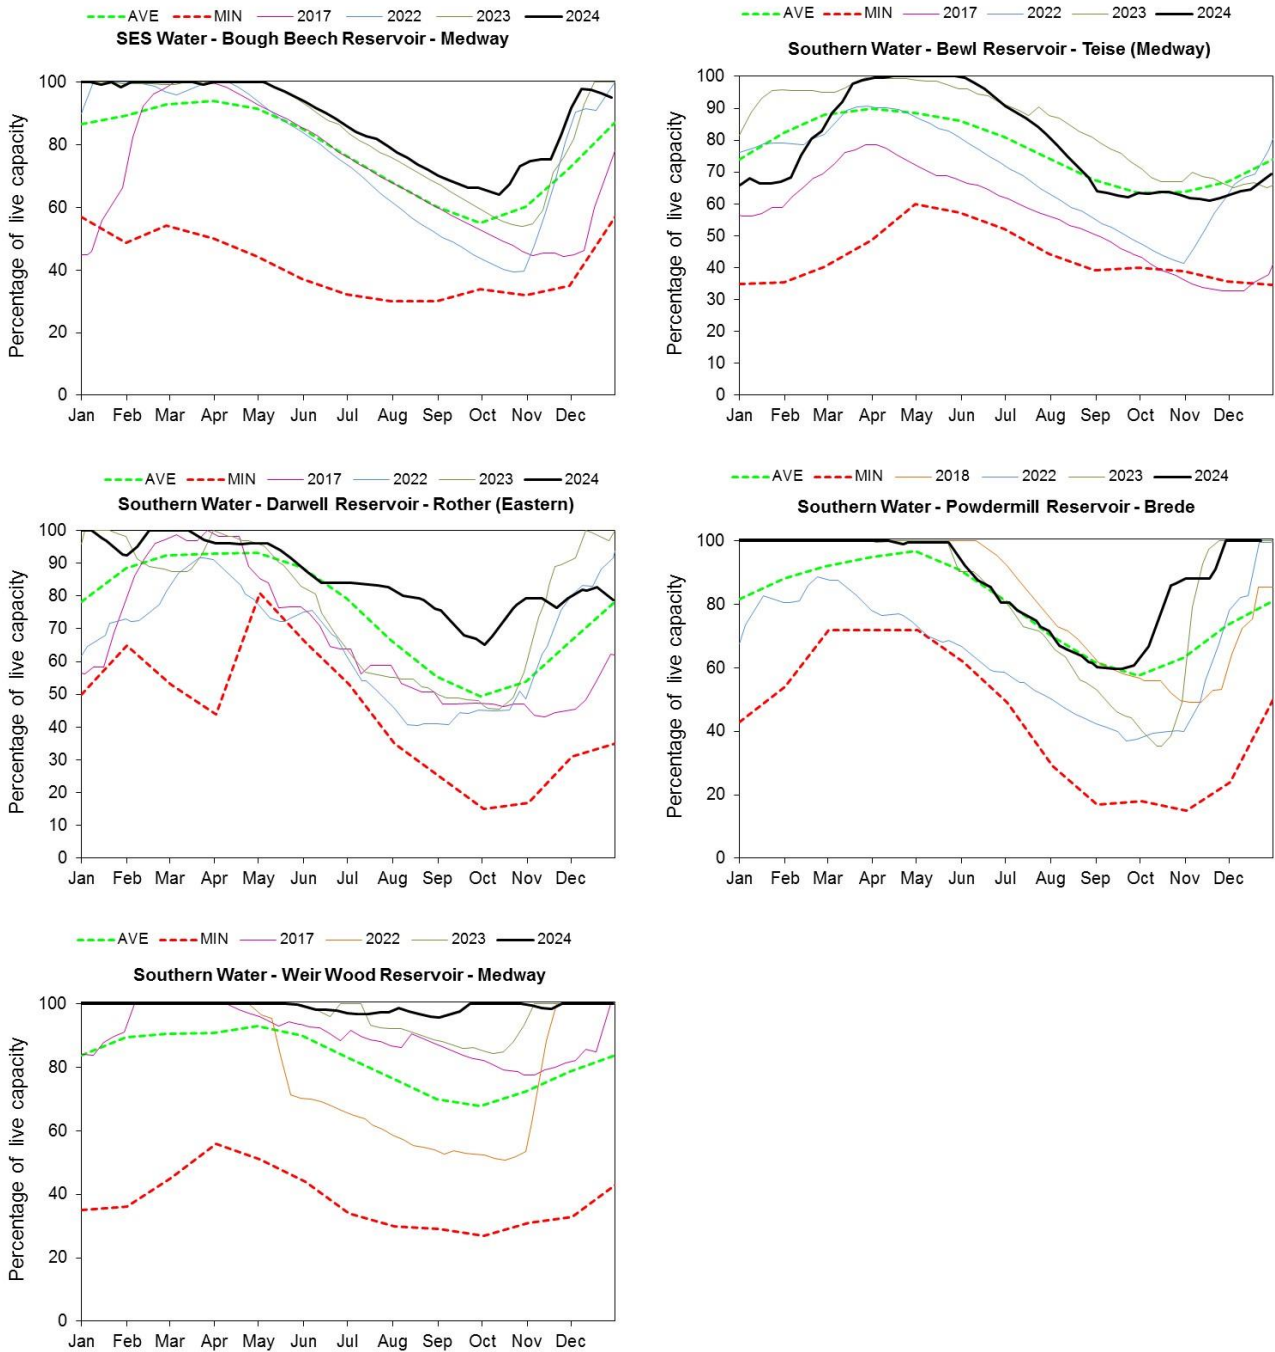 AVE MIN 2017 2022 2023 2024
SES Water - Bough Beech Reservoir - Medway
Percentage of live capacity
100
80
60
40
20
0
Jan Feb Mar Apr May Jun Jul Aug Sep Oct Nov Dec
AVE MIN 2017 2022 2023 2024
Southern Water - Bewl Reservoir - Teise (Medway)
Percentage of live capacity
100
90
80
70
60
50
40
30
20
10
0
Jan Feb Mar Apr May Jun Jul Aug Sep Oct Nov Dec
AVE MIN 2017 2022 2023 2024
Southern Water - Darwell Reservoir - Rother (Eastern)
Percentage of live capacity
100
90
80
70
60
50
40
30
20
10
0
Jan Feb Mar Apr May Jun Jul Aug Sep Oct Nov Dec
AVE MIN 2018 2022 2023 2024
Southern Water - Powdermill Reservoir - Brede
Percentage of live capacity
100
80
60
40
20
0
Jan Feb Mar Apr May Jun Jul Aug Sep Oct Nov Dec
AVE MIN 2017 2022 2023 2024
Southern Water - Weir Wood Reservoir - Medway
Percentage of live capacity
100
80
60
40
20
0
Jan Feb Mar Apr May Jun Jul Aug Sep Oct Nov Dec